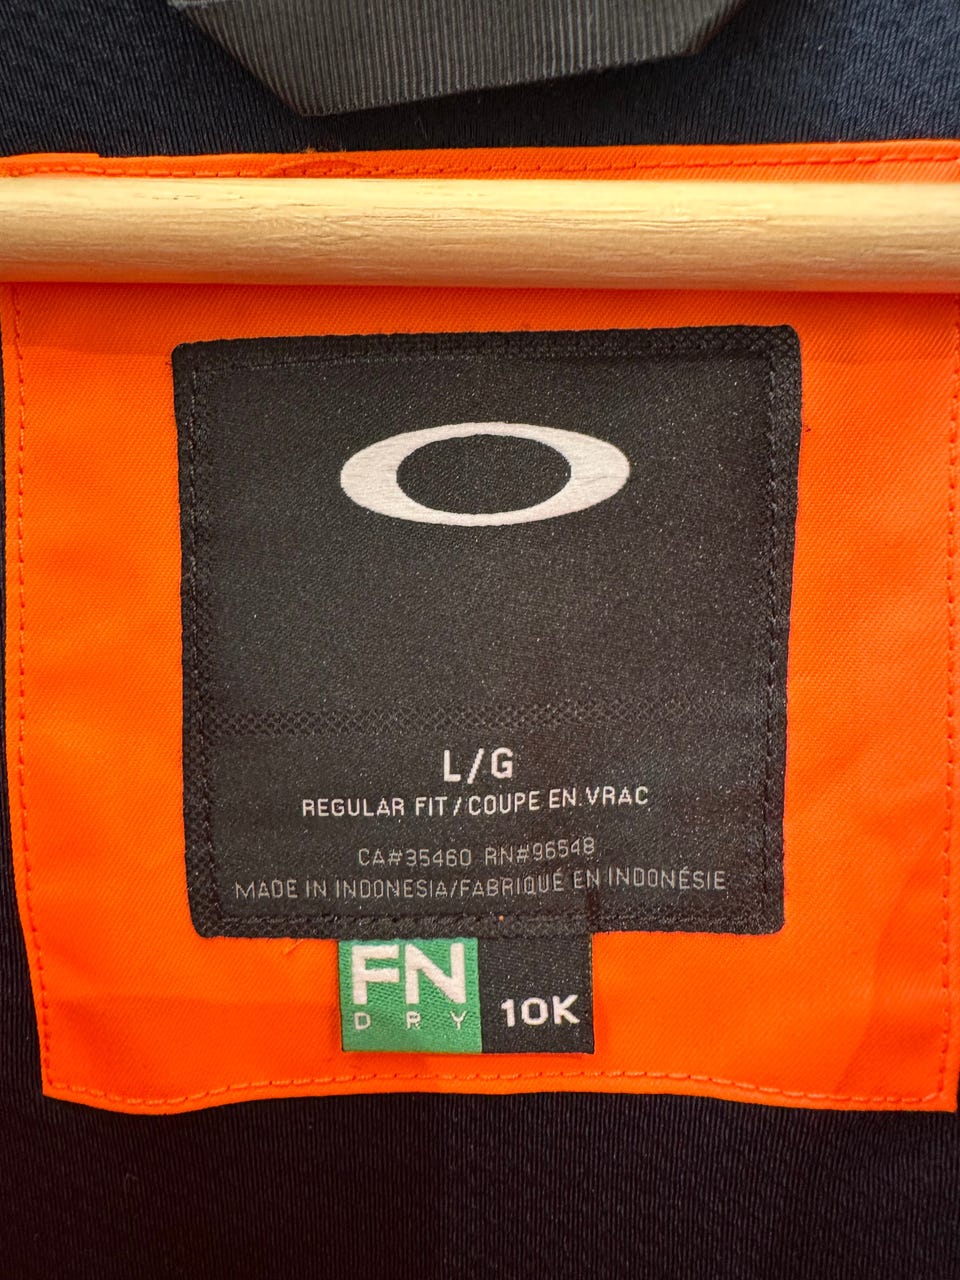 L/G
REGULAR FIT / COUPE EN VRAC
CA#35460 RN#96548
MADE IN INDONESIA/FABRIQUÉ EN INDONÉSIE
FN
DRY
10K